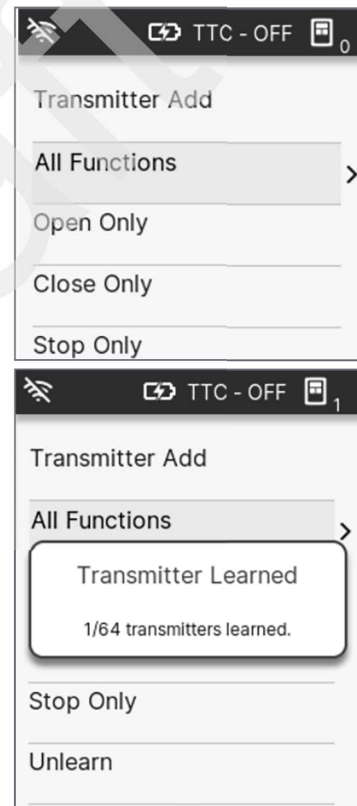 TTC - OFF 0
Transmitter Add
All Functions
Open Only
Close Only
Stop Only
TTC - OFF 1
Transmitter Add
All Functions
Transmitter Learned
1/64 transmitters learned.
Stop Only
Unlearn